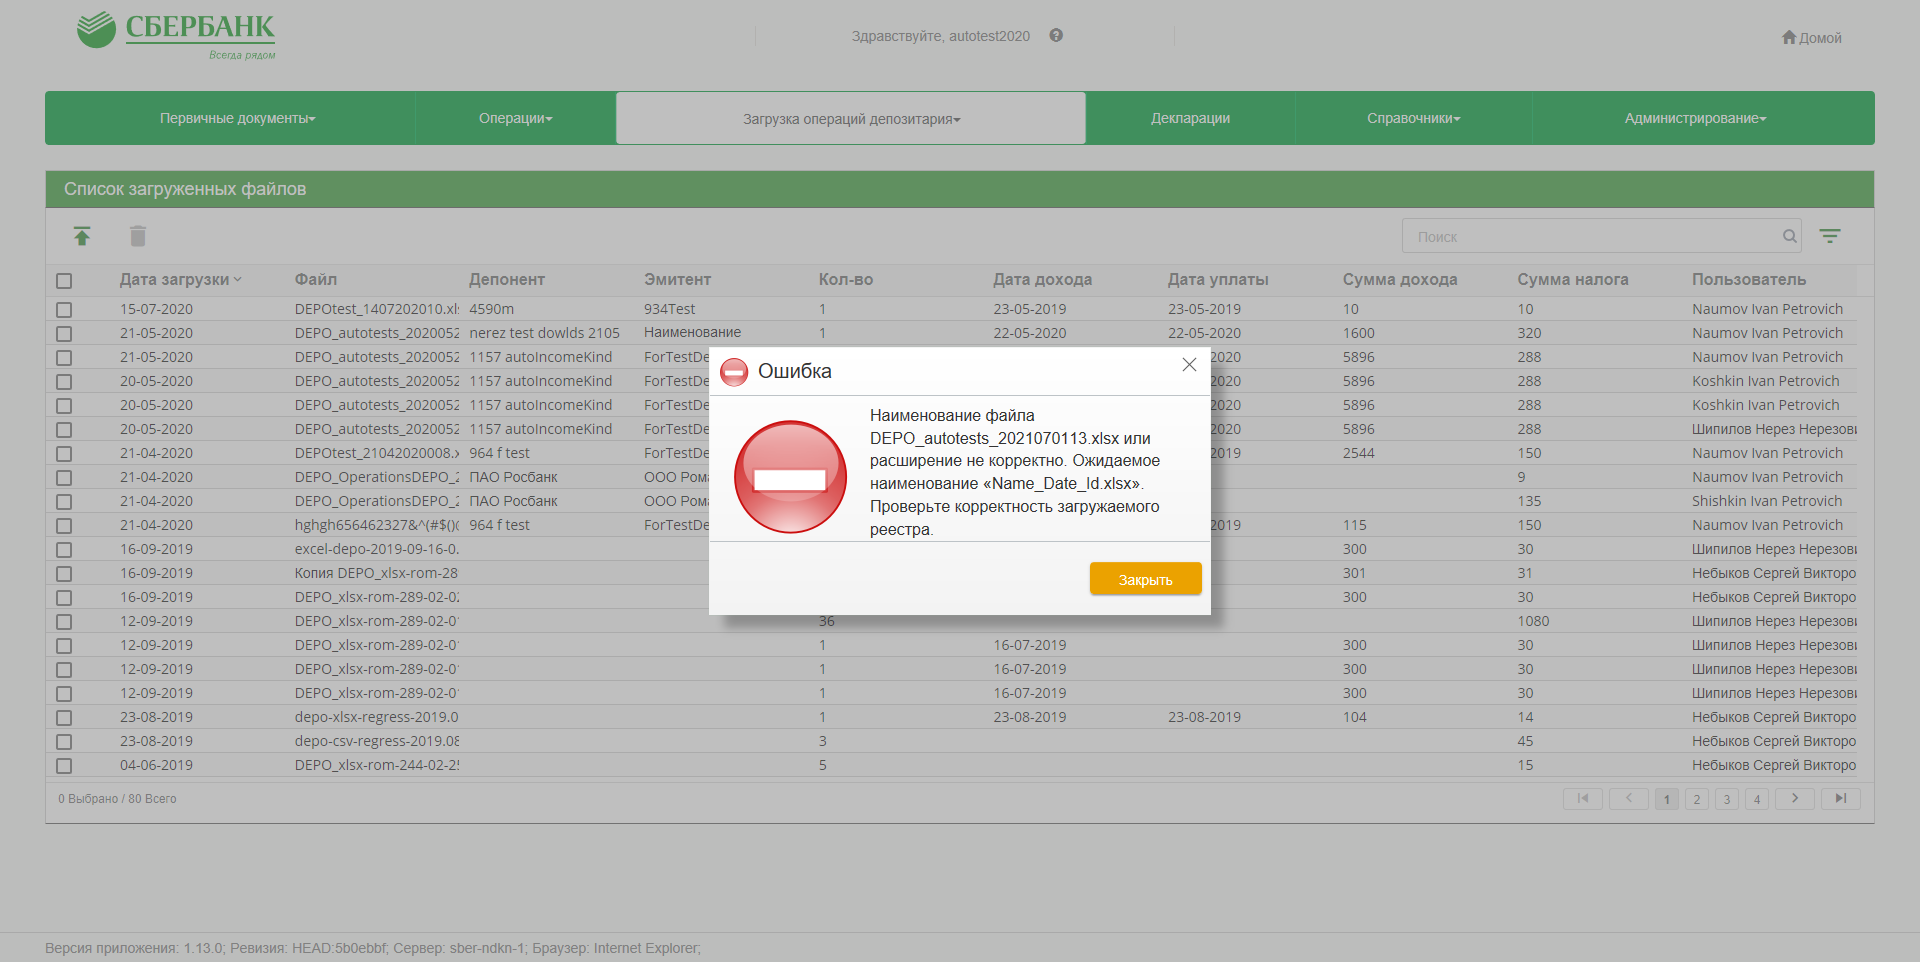 СБЕРБАНК
Всегда рядом
Здравствуйте, autotest2020
Домой
Первичные документы Операции Загрузка операций депозитария Декларации Справочники Администрирование
Список загруженных файлов
Поиск
Дата загрузки Файл Депонент Эмитент Кол-во Дата дохода Дата уплаты Сумма дохода Сумма налога Пользователь
15-07-2020 DEPOtest_1407202010.xl 4590m 934Test 1 23-05-2019 23-05-2019 10 10 Naumov Ivan Petrovich
21-05-2020 DEPO_autotests_2020052 nerez test dowlds 2105 Наименование 1 22-05-2020 22-05-2020 1600 320 Naumov Ivan Petrovich
21-05-2020 DEPO_autotests_2020052 1157 autoIncomeKind ForTestDe 2020 5896 288 Naumov Ivan Petrovich
20-05-2020 DEPO_autotests_2020052 1157 autoIncomeKind ForTestDe 2020 5896 288 Koshkin Ivan Petrovich
20-05-2020 DEPO_autotests_2020052 1157 autoIncomeKind ForTestDe 2020 5896 288 Koshkin Ivan Petrovich
20-05-2020 DEPO_autotests_2020052 1157 autoIncomeKind ForTestDe 2020 5896 288 Шипилов Нерез Нерезов
21-04-2020 DEPOtest_21042020008.x 964 f test ForTestDe 2019 2544 150 Naumov Ivan Petrovich
21-04-2020 DEPO_OperationsDEPO_2 ПАО Росбанк ООО Рома 9 Naumov Ivan Petrovich
21-04-2020 DEPO_OperationsDEPO_2 ПАО Росбанк ООО Рома 135 Shishkin Ivan Petrovich
21-04-2020 hghgh656462327&^(#$() 964 f test ForTestDe 2019 115 150 Naumov Ivan Petrovich
16-09-2019 excel-depo-2019-09-16-0. 300 30 Шипилов Нерез Нерезов
16-09-2019 Копия DEPO_xlsx-rom-28 301 31 Небыков Сергей Викторо
16-09-2019 DEPO_xlsx-rom-289-02-02 300 30 Небыков Сергей Викторо
12-09-2019 DEPO_xlsx-rom-289-02-01 36 1080 Шипилов Нерез Нерезов
12-09-2019 DEPO_xlsx-rom-289-02-01 1 16-07-2019 300 30 Шипилов Нерез Нерезов
12-09-2019 DEPO_xlsx-rom-289-02-01 1 16-07-2019 300 30 Шипилов Нерез Нерезов
12-09-2019 DEPO_xlsx-rom-289-02-01 1 16-07-2019 300 30 Шипилов Нерез Нерезов
23-08-2019 depo-xlsx-regress-2019.0 1 23-08-2019 23-08-2019 104 14 Небыков Сергей Викторо
23-08-2019 depo-csv-regress-2019.08 3 45 Небыков Сергей Викторо
04-06-2019 DEPO_xlsx-rom-244-02-25 5 15 Небыков Сергей Викторо
Ошибка
Наименование файла
DEPO_autotests_2021070113.xlsx или
расширение не корректно. Ожидаемое
наименование «Name_Date_Id.xlsx».
Проверьте корректность загружаемого
реестра.
Закрыть
0 Выбрано / 80 Всего
1 2 3 4
Версия приложения: 1.13.0; Ревизия: HEAD:5b0ebbf; Сервер: sber-ndkn-1; Браузер: Internet Explorer;